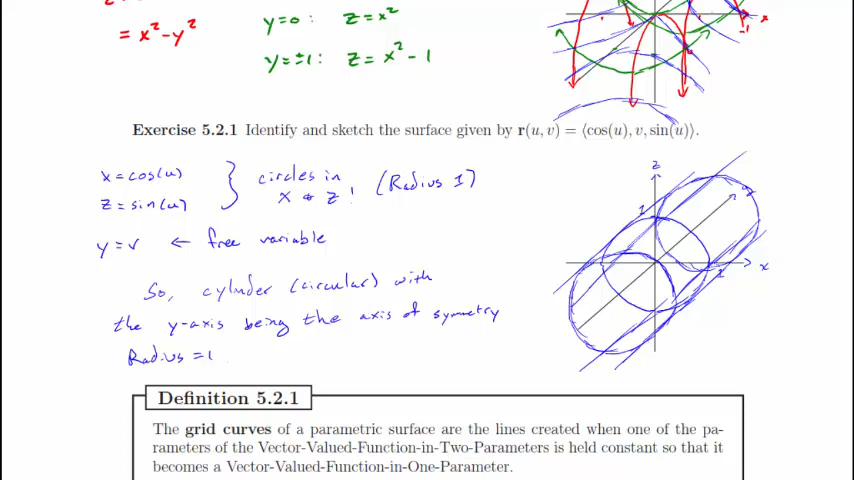 = x² - y²
y=0: z=x²
y=±1: z=x²-1
x
-1
Exercise 5.2.1 Identify and sketch the surface given by r(u, v) = ⟨cos(u), v, sin(u)⟩.
x=cos(u)
z=sin(u)
circles in
x & z! (Radius 1)
y=v ← free variable
So, cylinder (circular) with
the y-axis being the axis of symmetry
Radius =1
z
y
1
1
x
Definition 5.2.1
The grid curves of a parametric surface are the lines created when one of the pa-
rameters of the Vector-Valued-Function-in-Two-Parameters is held constant so that it
becomes a Vector-Valued-Function-in-One-Parameter.